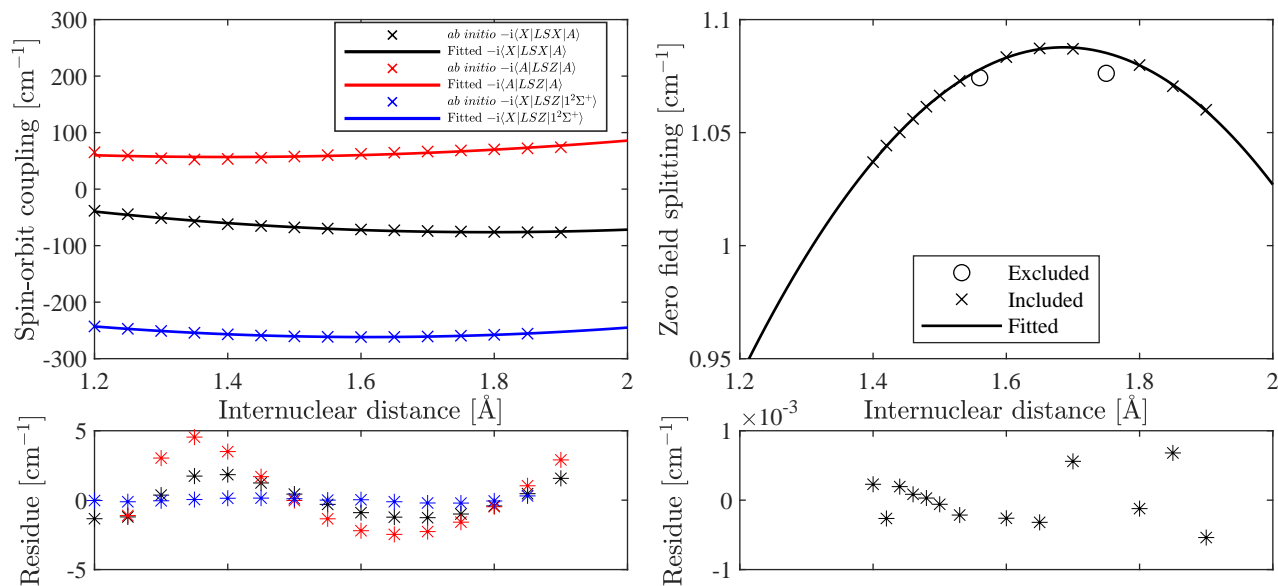 300
200
100
0
-100
-200
-300
Spin-orbit coupling [cm⁻¹]
ab initio −i⟨X|LSX|A⟩
Fitted −i⟨X|LSX|A⟩
ab initio −i⟨A|LSZ|A⟩
Fitted −i⟨A|LSZ|A⟩
ab initio −i⟨X|LSZ|1²Σ⁺⟩
Fitted −i⟨X|LSZ|1²Σ⁺⟩
1.2 1.4 1.6 1.8 2
Internuclear distance [Å]
1.1
1.05
1
0.95
Zero field splitting [cm⁻¹]
Excluded
Included
Fitted
1.2 1.4 1.6 1.8 2
Internuclear distance [Å]
5
0
-5
Residue [cm⁻¹]
×10⁻³
1
0
-1
Residue [cm⁻¹]